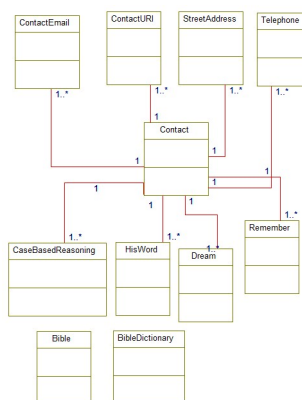 ContactEmail
ContactURI
StreetAddress
Telephone
1..*
1..*
1..*
1..*
1
Contact
1
1
1
1
1
1
1
1
1..*
1..*
1..*
1..*
CaseBasedReasoning
HisWord
Dream
Remember
Bible
BibleDictionary